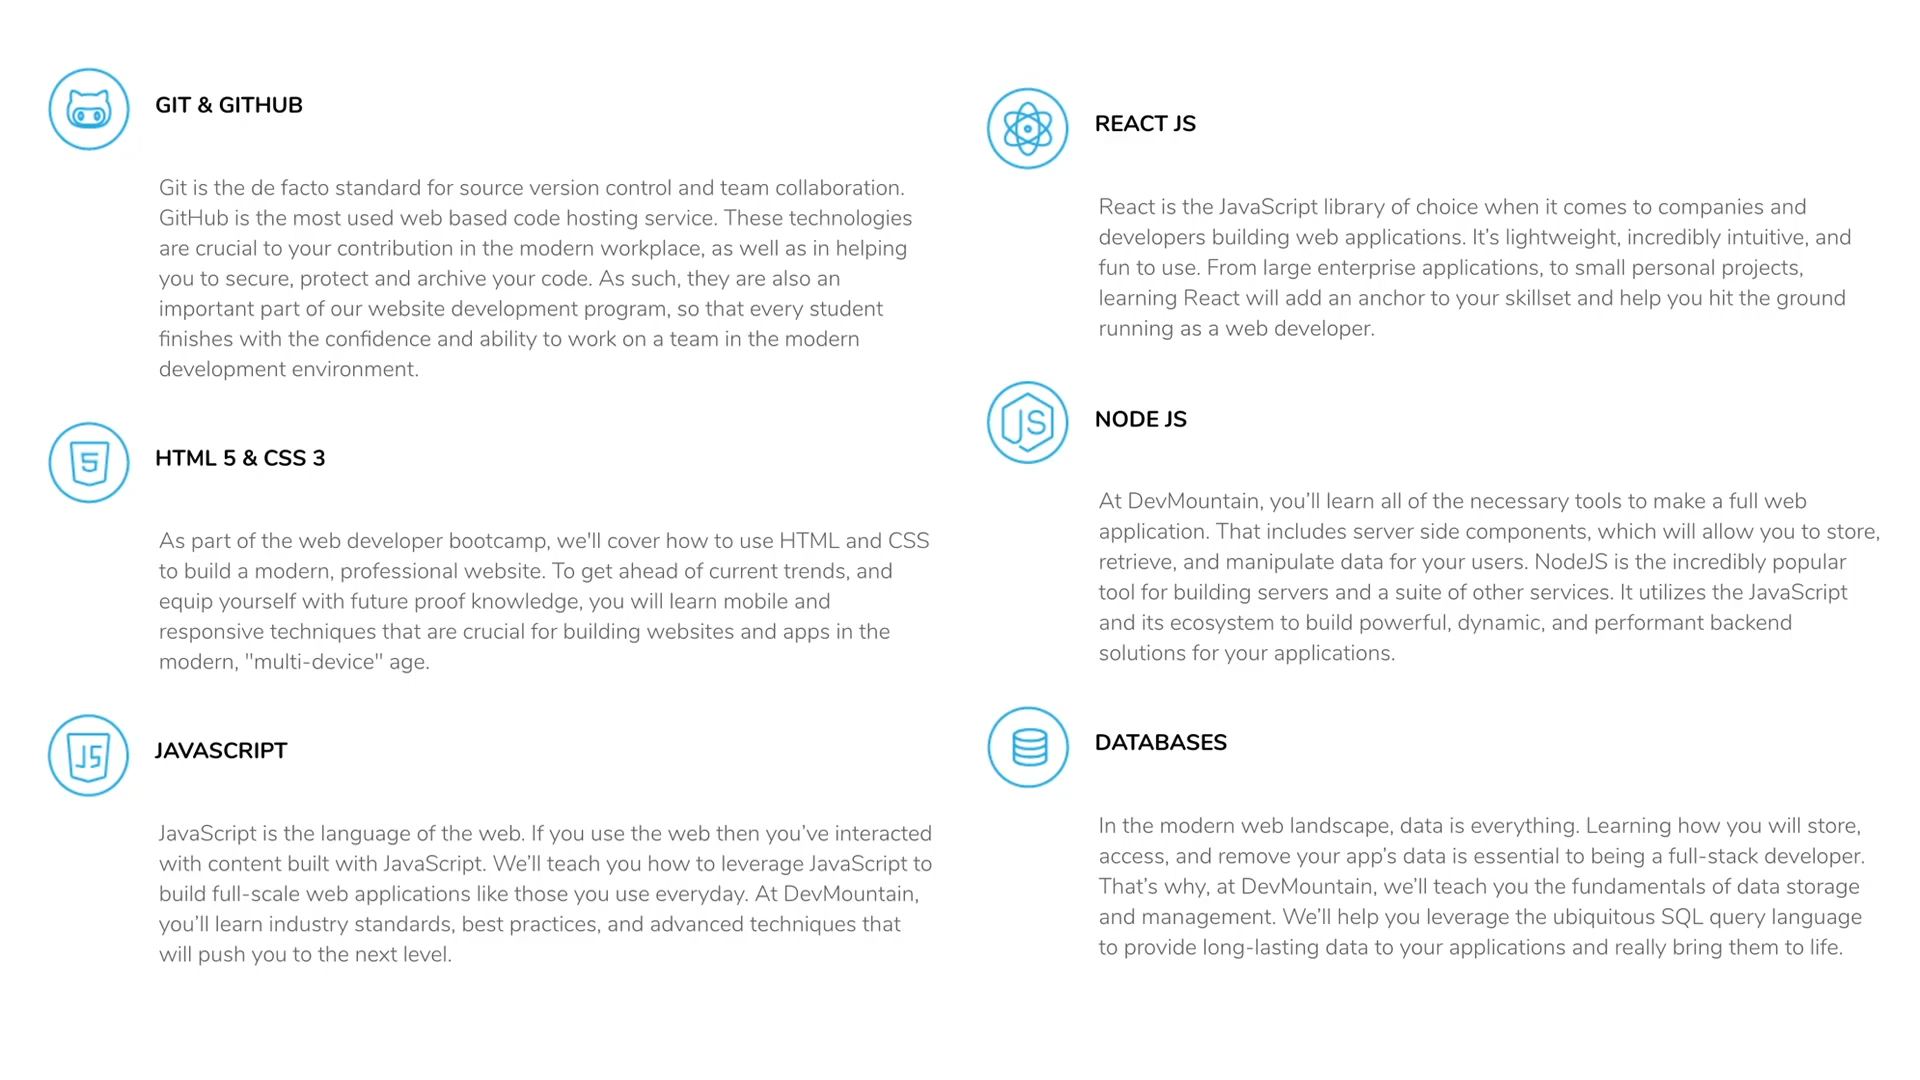 GIT & GITHUB
Git is the de facto standard for source version control and team collaboration.
GitHub is the most used web based code hosting service. These technologies
are crucial to your contribution in the modern workplace, as well as in helping
you to secure, protect and archive your code. As such, they are also an
important part of our website development program, so that every student
finishes with the confidence and ability to work on a team in the modern
development environment.
5
HTML 5 & CSS 3
As part of the web developer bootcamp, we'll cover how to use HTML and CSS
to build a modern, professional website. To get ahead of current trends, and
equip yourself with future proof knowledge, you will learn mobile and
responsive techniques that are crucial for building websites and apps in the
modern, "multi-device" age.
JS
JAVASCRIPT
JavaScript is the language of the web. If you use the web then you’ve interacted
with content built with JavaScript. We’ll teach you how to leverage JavaScript to
build full-scale web applications like those you use everyday. At DevMountain,
you’ll learn industry standards, best practices, and advanced techniques that
will push you to the next level.
REACT JS
React is the JavaScript library of choice when it comes to companies and
developers building web applications. It’s lightweight, incredibly intuitive, and
fun to use. From large enterprise applications, to small personal projects,
learning React will add an anchor to your skillset and help you hit the ground
running as a web developer.
JS
NODE JS
At DevMountain, you’ll learn all of the necessary tools to make a full web
application. That includes server side components, which will allow you to store,
retrieve, and manipulate data for your users. NodeJS is the incredibly popular
tool for building servers and a suite of other services. It utilizes the JavaScript
and its ecosystem to build powerful, dynamic, and performant backend
solutions for your applications.
DATABASES
In the modern web landscape, data is everything. Learning how you will store,
access, and remove your app’s data is essential to being a full-stack developer.
That’s why, at DevMountain, we’ll teach you the fundamentals of data storage
and management. We’ll help you leverage the ubiquitous SQL query language
to provide long-lasting data to your applications and really bring them to life.